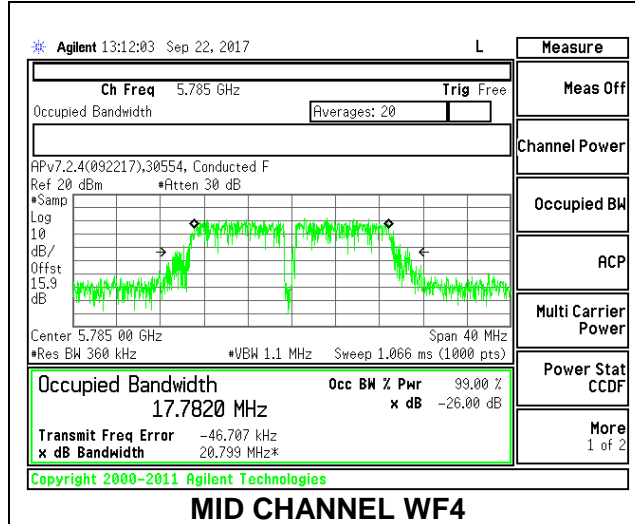 Agilent 13:12:03 Sep 22, 2017 L
Measure
Ch Freq 5.785 GHz Trig Free
Meas Off
Occupied Bandwidth Averages: 20
Channel Power
APv7.2.4(092217),30554, Conducted F
Ref 20 dBm #Atten 30 dB
#Samp
Log
10
dB/
Offst
15.9
dB
Occupied BW
ACP
Center 5.785 00 GHz Span 40 MHz
#Res BW 360 kHz #VBW 1.1 MHz Sweep 1.066 ms (1000 pts)
Multi Carrier
Power
Occupied Bandwidth Occ BW % Pwr 99.00 %
17.7820 MHz x dB -26.00 dB
Power Stat
CCDF
Transmit Freq Error -46.707 kHz
x dB Bandwidth 20.799 MHz*
More
1 of 2
Copyright 2000-2011 Agilent Technologies
MID CHANNEL WF4